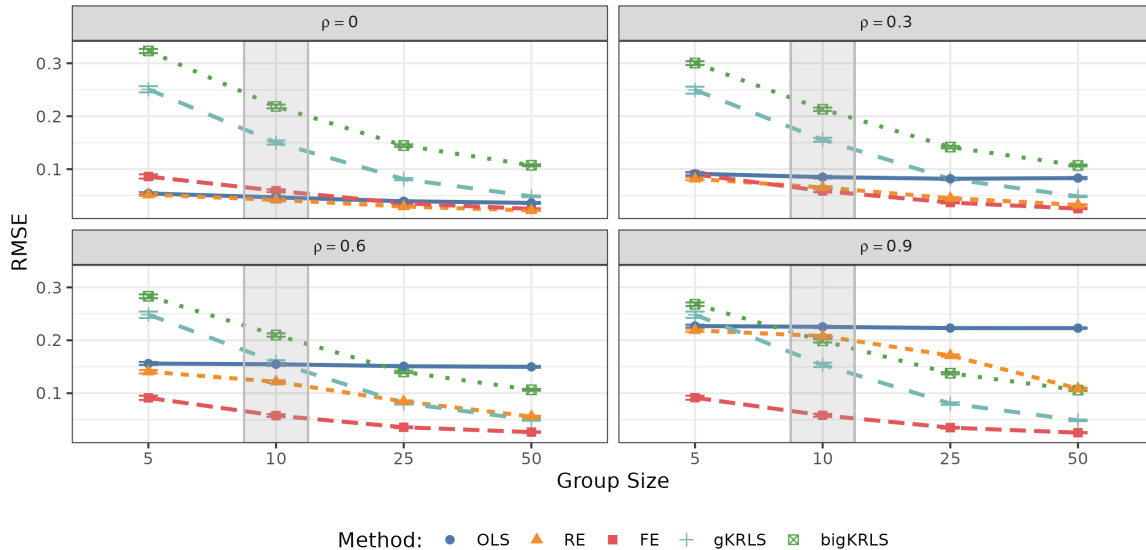 ρ = 0
ρ = 0.3
0.3
0.2
0.1
ρ = 0.6
ρ = 0.9
0.3
0.2
0.1
RMSE
5 10 25 50 5 10 25 50
Group Size
Method: OLS RE FE gKRLS bigKRLS